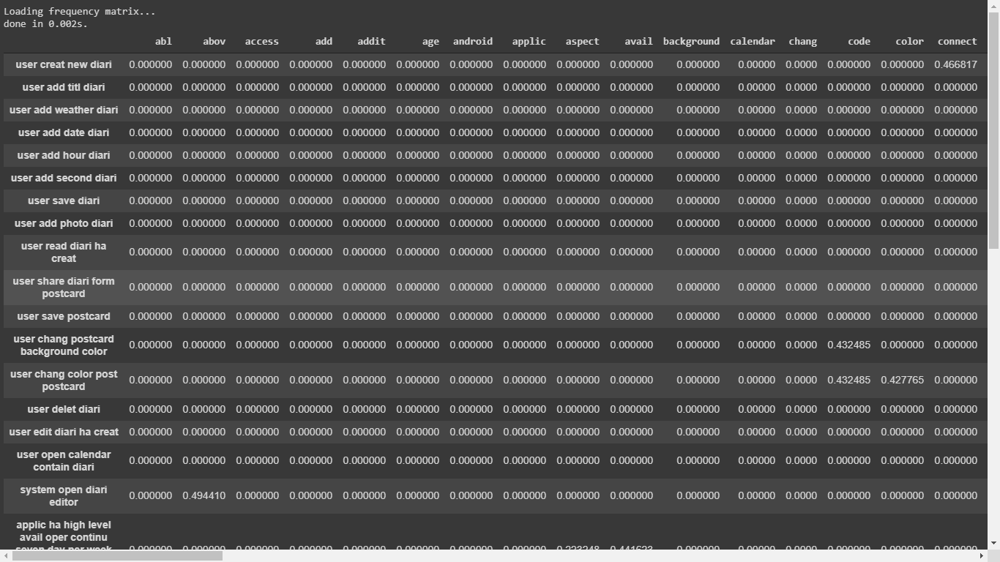 Loading frequency matrix...
done in 0.002s.
abl abov access add addit age android applic aspect avail background calendar chang code color connect
user creat new diari 0.000000 0.000000 0.000000 0.000000 0.000000 0.000000 0.000000 0.000000 0.000000 0.000000 0.000000 0.00000 0.0000 0.000000 0.000000 0.466817
user add titl diari 0.000000 0.000000 0.000000 0.000000 0.000000 0.000000 0.000000 0.000000 0.000000 0.000000 0.000000 0.00000 0.0000 0.000000 0.000000 0.000000
user add weather diari 0.000000 0.000000 0.000000 0.000000 0.000000 0.000000 0.000000 0.000000 0.000000 0.000000 0.000000 0.00000 0.0000 0.000000 0.000000 0.000000
user add date diari 0.000000 0.000000 0.000000 0.000000 0.000000 0.000000 0.000000 0.000000 0.000000 0.000000 0.000000 0.00000 0.0000 0.000000 0.000000 0.000000
user add hour diari 0.000000 0.000000 0.000000 0.000000 0.000000 0.000000 0.000000 0.000000 0.000000 0.000000 0.000000 0.00000 0.0000 0.000000 0.000000 0.000000
user add second diari 0.000000 0.000000 0.000000 0.000000 0.000000 0.000000 0.000000 0.000000 0.000000 0.000000 0.000000 0.00000 0.0000 0.000000 0.000000 0.000000
user save diari 0.000000 0.000000 0.000000 0.000000 0.000000 0.000000 0.000000 0.000000 0.000000 0.000000 0.000000 0.00000 0.0000 0.000000 0.000000 0.000000
user add photo diari 0.000000 0.000000 0.000000 0.000000 0.000000 0.000000 0.000000 0.000000 0.000000 0.000000 0.000000 0.00000 0.0000 0.000000 0.000000 0.000000
user read diari ha
creat 0.000000 0.000000 0.000000 0.000000 0.000000 0.000000 0.000000 0.000000 0.000000 0.000000 0.000000 0.00000 0.0000 0.000000 0.000000 0.000000
user share diari form
postcard 0.000000 0.000000 0.000000 0.000000 0.000000 0.000000 0.000000 0.000000 0.000000 0.000000 0.000000 0.00000 0.0000 0.000000 0.000000 0.000000
user save postcard 0.000000 0.000000 0.000000 0.000000 0.000000 0.000000 0.000000 0.000000 0.000000 0.000000 0.000000 0.00000 0.0000 0.000000 0.000000 0.000000
user chang postcard
background color 0.000000 0.000000 0.000000 0.000000 0.000000 0.000000 0.000000 0.000000 0.000000 0.000000 0.000000 0.00000 0.0000 0.432485 0.000000 0.000000
user chang color post
postcard 0.000000 0.000000 0.000000 0.000000 0.000000 0.000000 0.000000 0.000000 0.000000 0.000000 0.000000 0.00000 0.0000 0.432485 0.427765 0.000000
user delet diari 0.000000 0.000000 0.000000 0.000000 0.000000 0.000000 0.000000 0.000000 0.000000 0.000000 0.000000 0.00000 0.0000 0.000000 0.000000 0.000000
user edit diari ha creat 0.000000 0.000000 0.000000 0.000000 0.000000 0.000000 0.000000 0.000000 0.000000 0.000000 0.000000 0.00000 0.0000 0.000000 0.000000 0.000000
user open calendar
contain diari 0.000000 0.000000 0.000000 0.000000 0.000000 0.000000 0.000000 0.000000 0.000000 0.000000 0.000000 0.00000 0.0000 0.000000 0.000000 0.000000
system open diari
editor 0.000000 0.494410 0.000000 0.000000 0.000000 0.000000 0.000000 0.000000 0.000000 0.000000 0.000000 0.00000 0.0000 0.000000 0.000000 0.000000
applic ha high level
avail oper continu
seven day per week 0.000000 0.000000 0.000000 0.000000 0.000000 0.000000 0.000000 0.000000 0.223248 0.441623 0.000000 0.00000 0.0000 0.000000 0.000000 0.000000